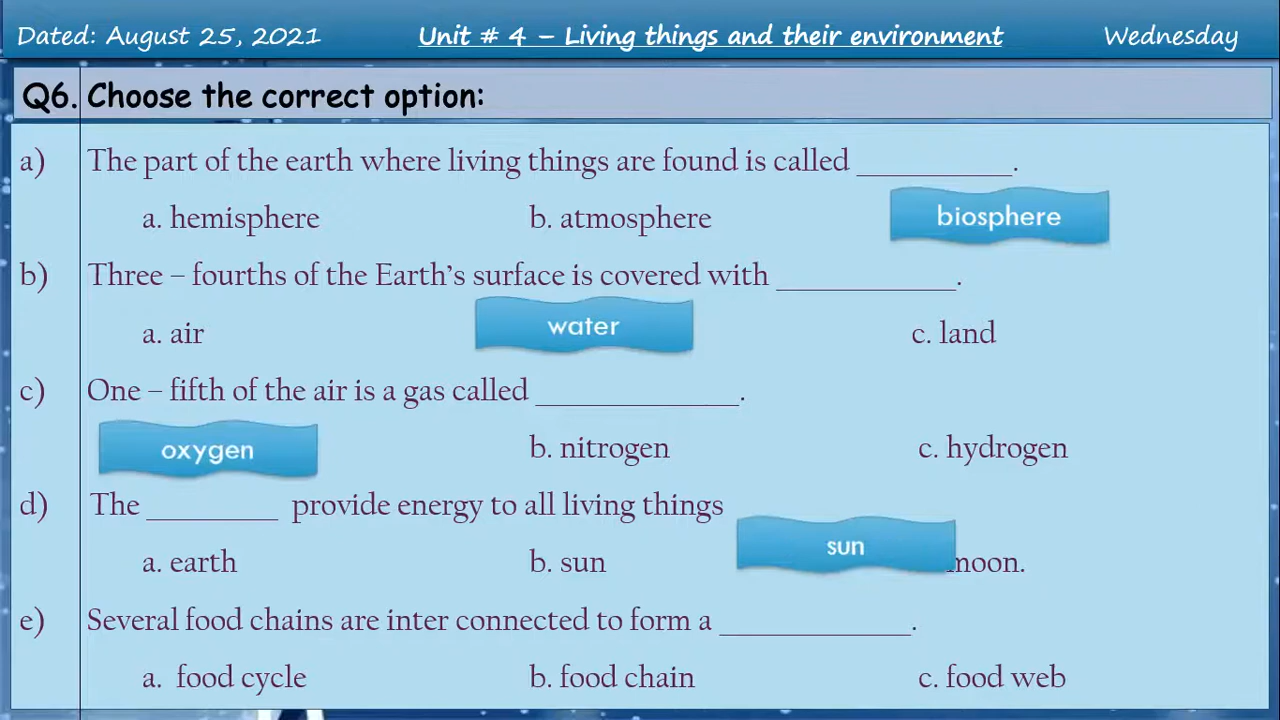 Dated: August 25, 2021 Unit # 4 – Living things and their environment Wednesday
Q6. Choose the correct option:
a) The part of the earth where living things are found is called __________.
a. hemisphere b. atmosphere biosphere
b) Three – fourths of the Earth's surface is covered with ____________.
a. air water c. land
c) One – fifth of the air is a gas called _____________.
oxygen b. nitrogen c. hydrogen
d) The ________ provide energy to all living things
a. earth b. sun sun moon.
e) Several food chains are inter connected to form a ____________.
a. food cycle b. food chain c. food web